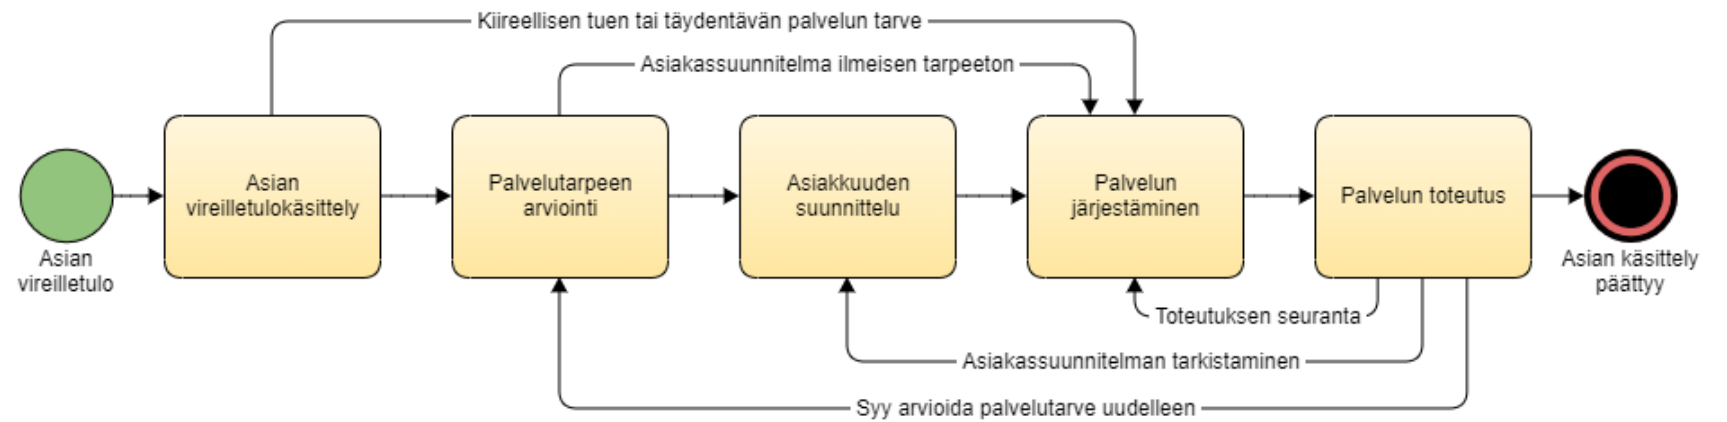 Kiireellisen tuen tai täydentävän palvelun tarve
Asiakassuunnitelma ilmeisen tarpeeton
Asian
vireilletulo
Asian
vireilletulokäsittely
Palvelutarpeen
arviointi
Asiakkuuden
suunnittelu
Palvelun
järjestäminen
Palvelun toteutus
Asian käsittely
päättyy
Toteutuksen seuranta
Asiakassuunnitelman tarkistaminen
Syy arvioida palvelutarve uudelleen